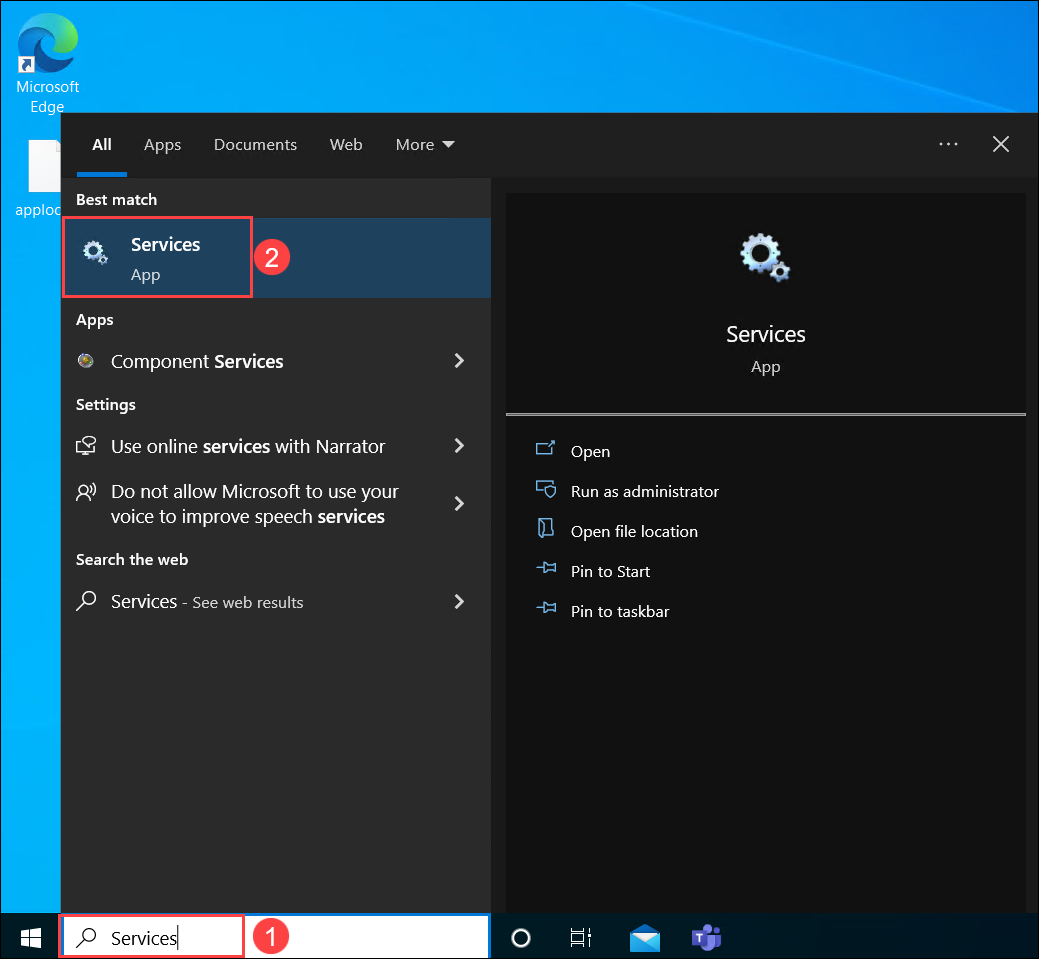 Microsoft
Edge
apploc
All
Apps
Documents
Web
More
Best match
Services
App
2
Apps
Component Services
Settings
Use online services with Narrator
Do not allow Microsoft to use your
voice to improve speech services
Search the web
Services - See web results
Services
App
Open
Run as administrator
Open file location
Pin to Start
Pin to taskbar
Services
1
T